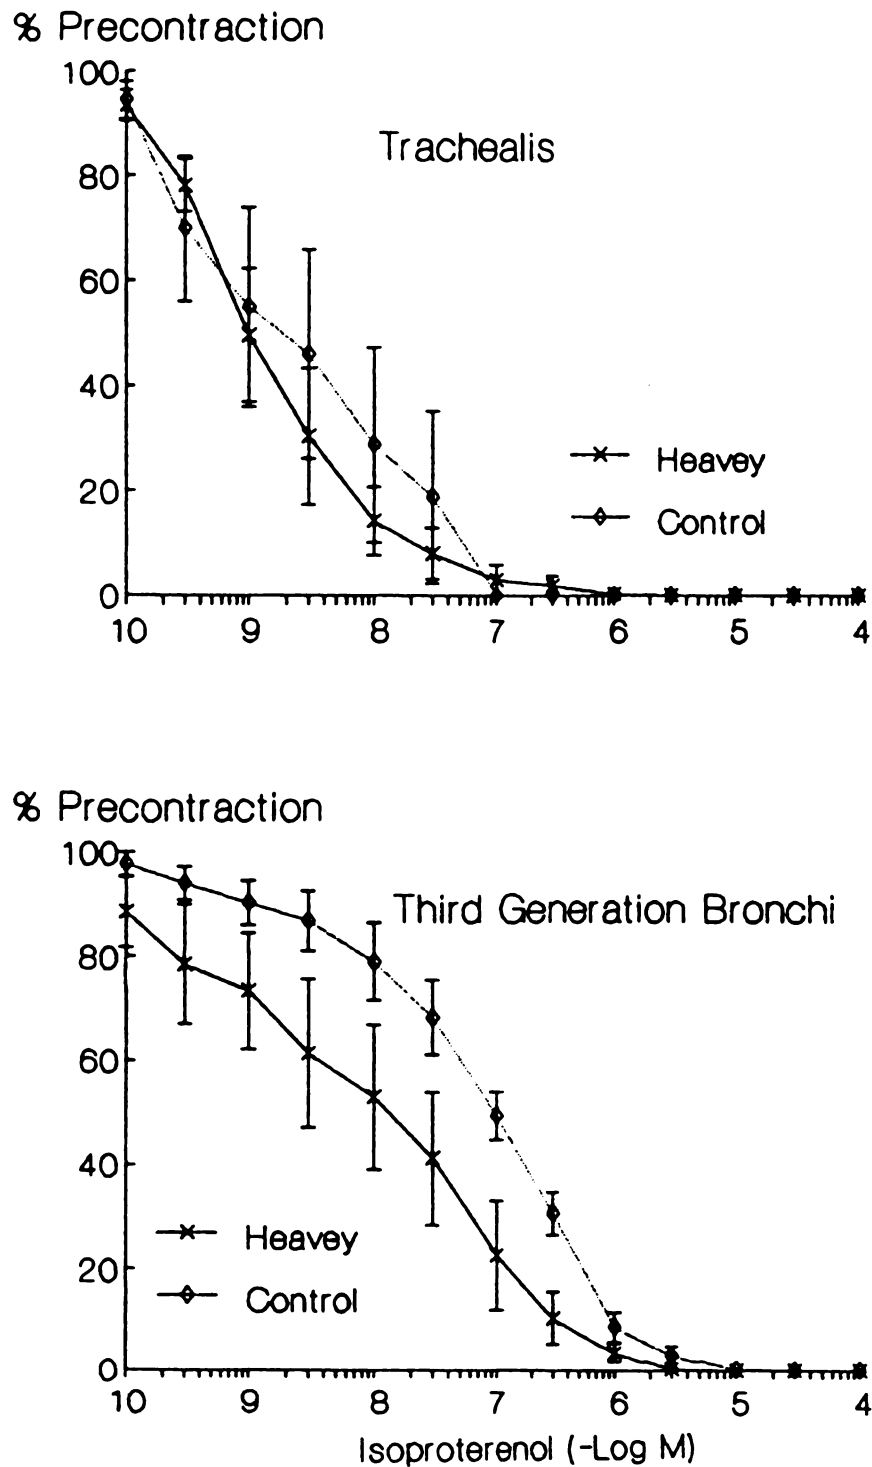 % Precontraction
100
Trachealis
80
60
40
Heavey
20
Control
0
10 9 8 7 6 5 4
% Precontraction
100
Third Generation Bronchi
80
60
40
Heavey
20
Control
0
10 9 8 7 6 5 4
Isoproterenol (-Log M)